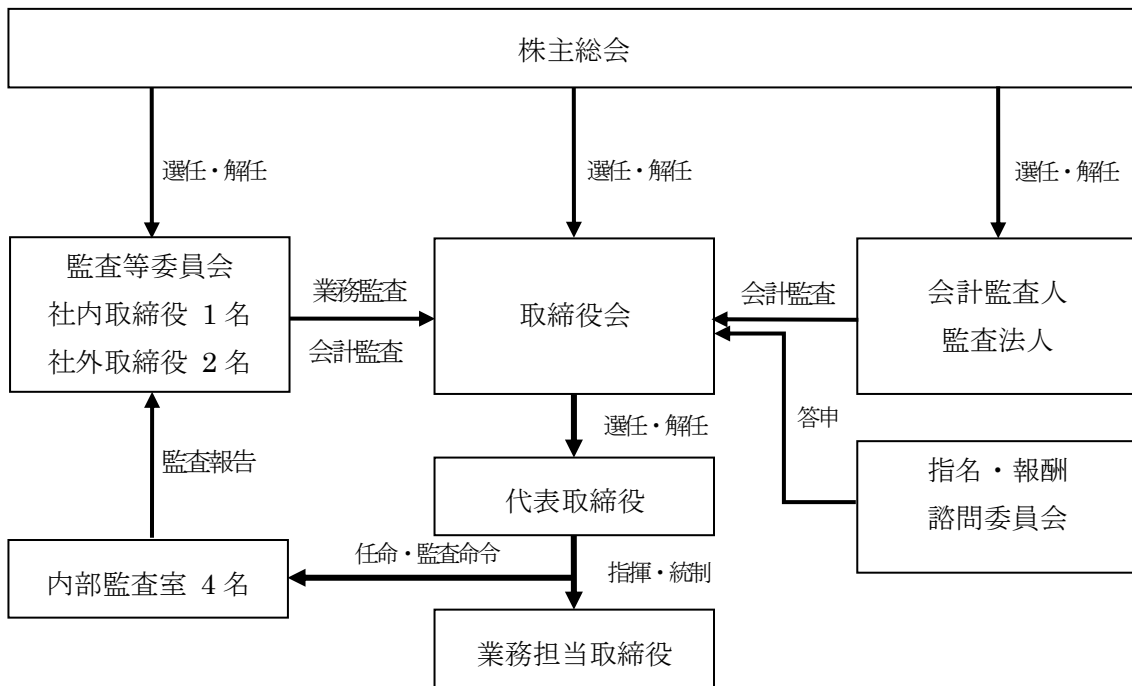 株主総会
選任・解任
選任・解任
選任・解任
監査等委員会
社内取締役 1 名
社外取締役 2 名
業務監査
会計監査
取締役会
会計監査
会計監査人
監査法人
選任・解任
答申
監査報告
代表取締役
指名・報酬
諮問委員会
任命・監査命令
指揮・統制
内部監査室 4 名
業務担当取締役